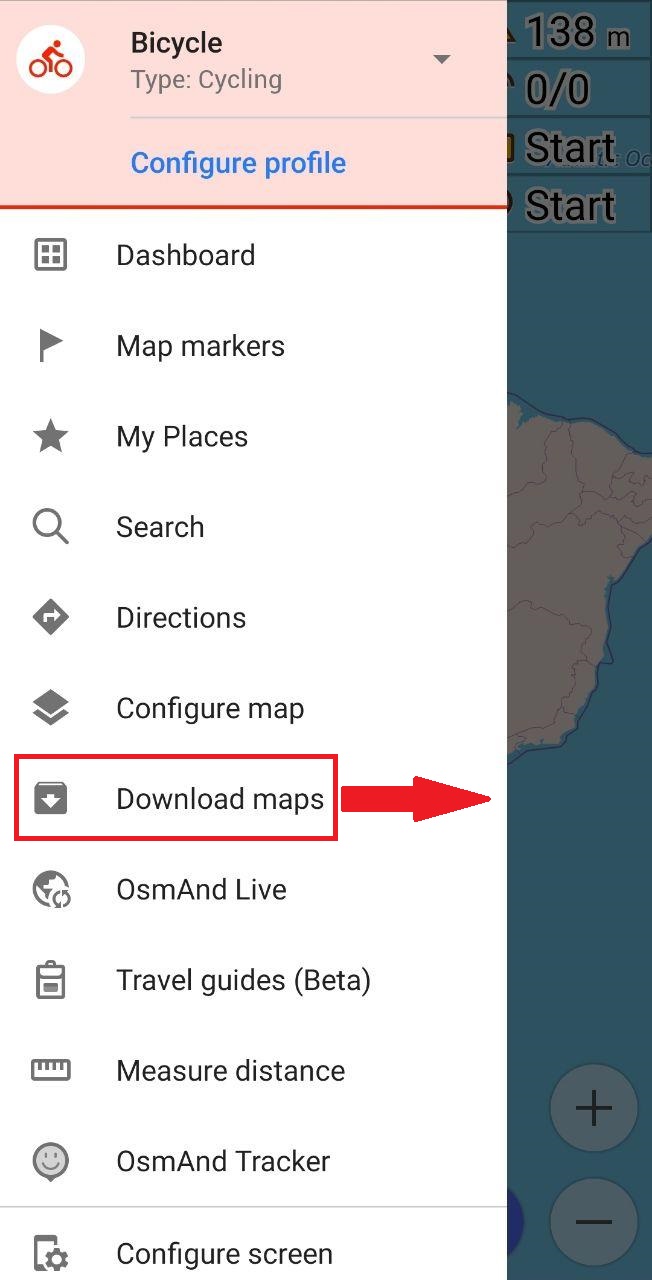 Bicycle
Type: Cycling
Configure profile
138 m
0/0
Start
Start
Dashboard
Map markers
My Places
Search
Directions
Configure map
Download maps
OsmAnd Live
Travel guides (Beta)
Measure distance
OsmAnd Tracker
Configure screen